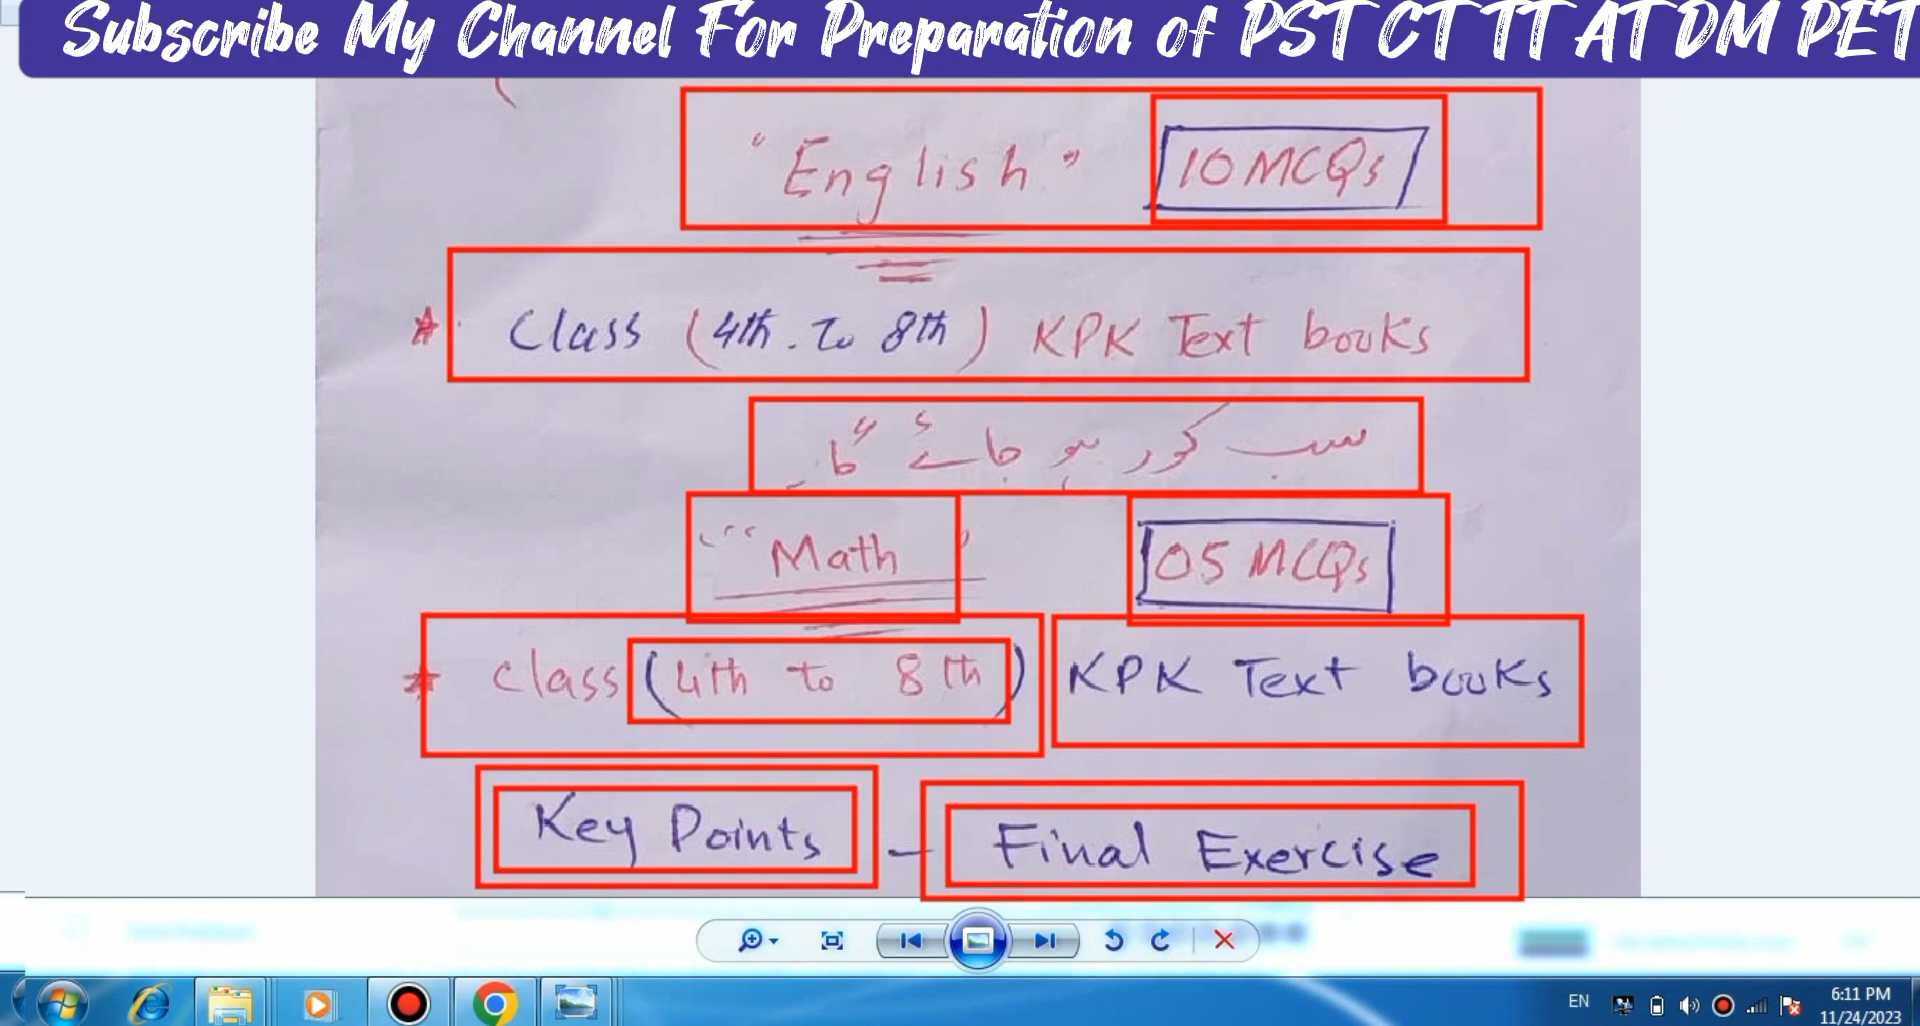 Subscribe My Channel For Preparation of PST CT TT AT DM PET
"English" 10 MCQs
* Class (4th. To 8th) KPK Text books
سب کور ہو جائے گا۔
"Math" 05 MCQs
* Class (4th to 8th) KPK Text books
Key Points - Final Exercise
EN
6:11 PM
11/24/2023